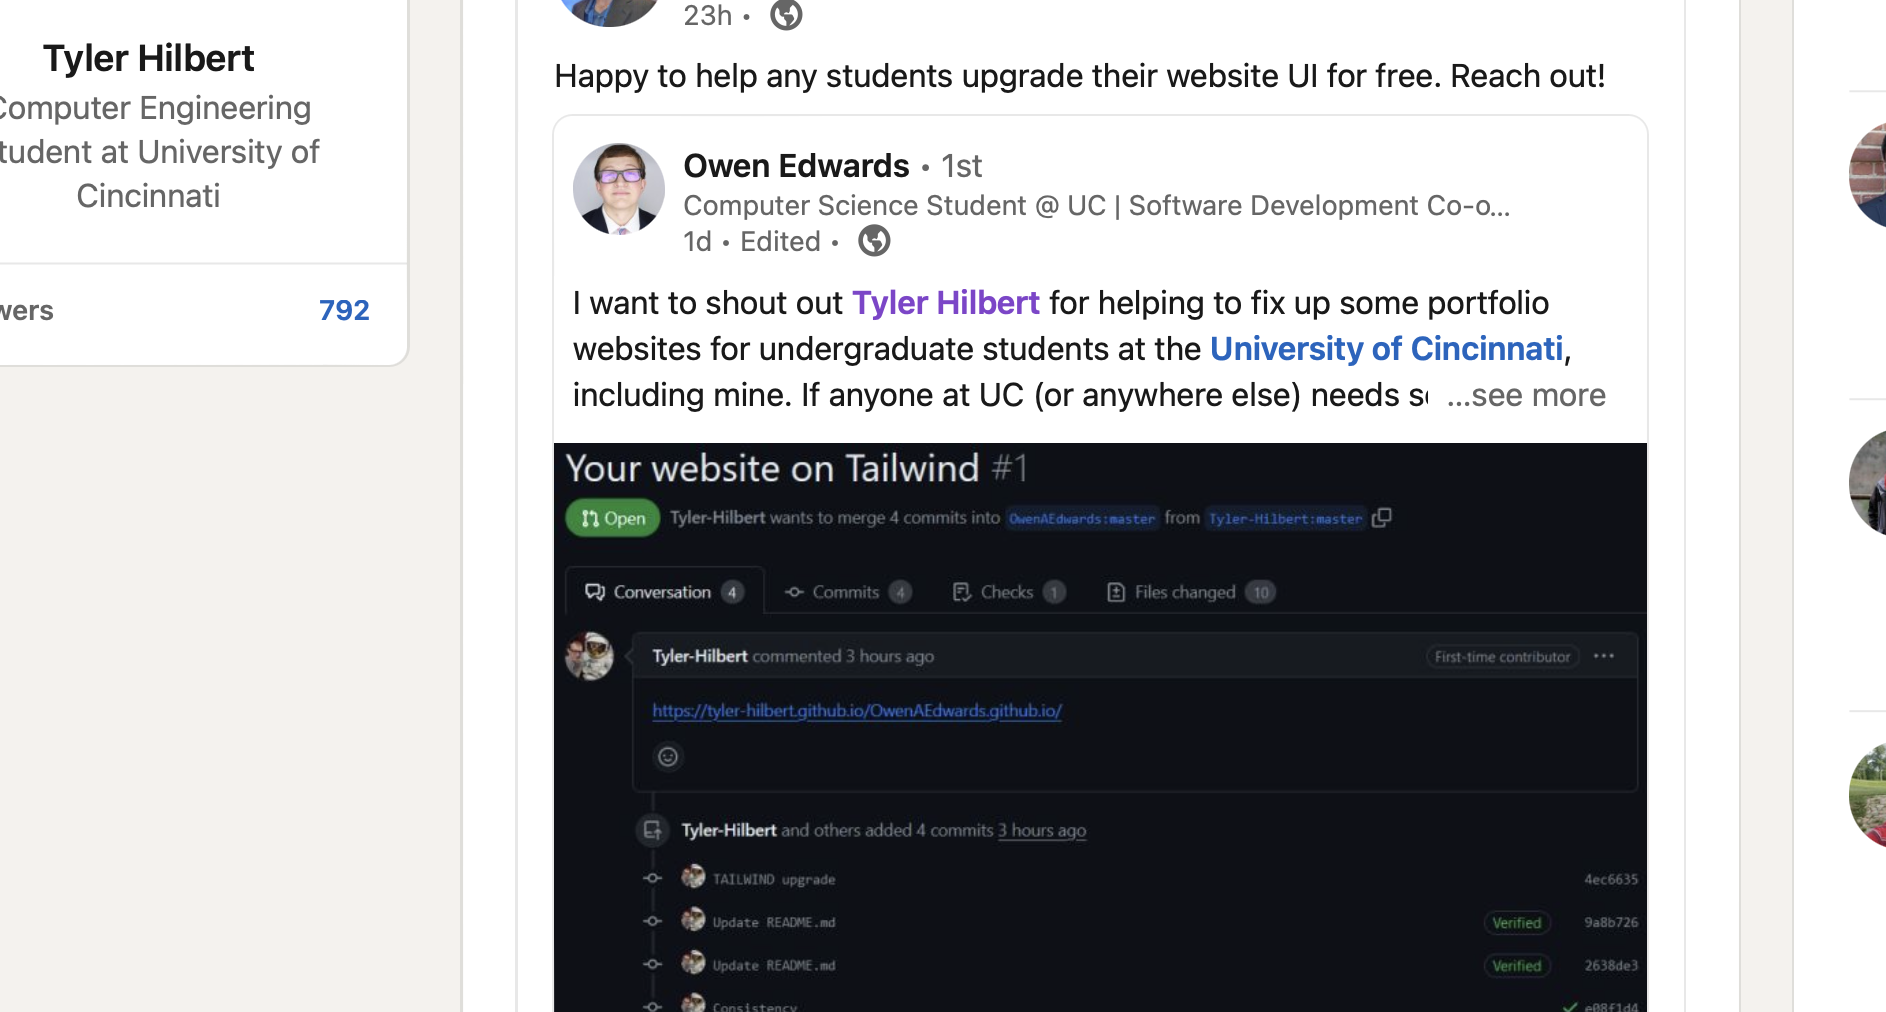 Tyler Hilbert
Computer Engineering
tudent at University of
Cincinnati
wers
792
23h •
Happy to help any students upgrade their website UI for free. Reach out!
Owen Edwards • 1st
Computer Science Student @ UC | Software Development Co-o...
1d • Edited •
I want to shout out Tyler Hilbert for helping to fix up some portfolio
websites for undergraduate students at the University of Cincinnati,
including mine. If anyone at UC (or anywhere else) needs s ...see more
Your website on Tailwind #1
Open Tyler-Hilbert wants to merge 4 commits into OwenAEdwards:master from Tyler-Hilbert:master
Conversation 4 Commits 4 Checks 1 Files changed 10
Tyler-Hilbert commented 3 hours ago First-time contributor ...
https://tyler-hilbert.github.io/OwenAEdwards.github.io/
Tyler-Hilbert and others added 4 commits 3 hours ago
TAILWIND upgrade 4ec6635
Update README.md Verified 9a8b726
Update README.md Verified 2638de3
Consistency e08f1d4